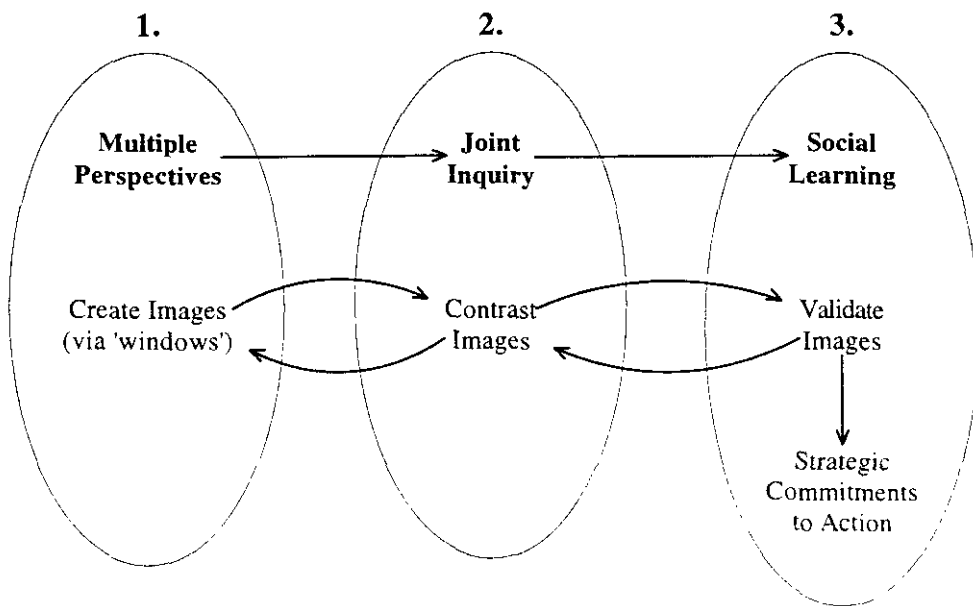 1.
2.
3.
Multiple
Perspectives
Joint
Inquiry
Social
Learning
Create Images
(via 'windows')
Contrast
Images
Validate
Images
Strategic
Commitments
to Action